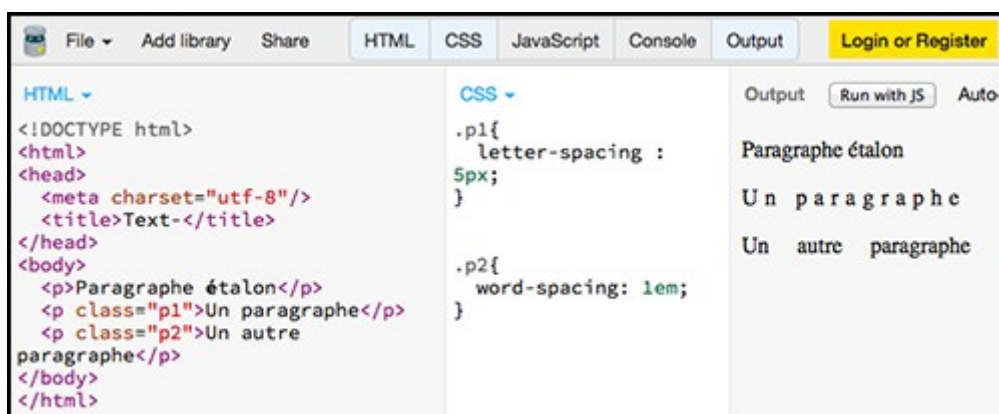 File Add library Share HTML CSS JavaScript Console Output Login or Register
HTML
<!DOCTYPE html>
<html>
<head>
<meta charset="utf-8"/>
<title>Text-</title>
</head>
<body>
<p>Paragraphe étalon</p>
<p class="p1">Un paragraphe</p>
<p class="p2">Un autre
paragraphe</p>
</body>
</html>
CSS
.p1{
letter-spacing :
5px;
}
.p2{
word-spacing: 1em;
}
Output Run with JS Auto-
Paragraphe étalon
Un paragraphe
Un autre paragraphe